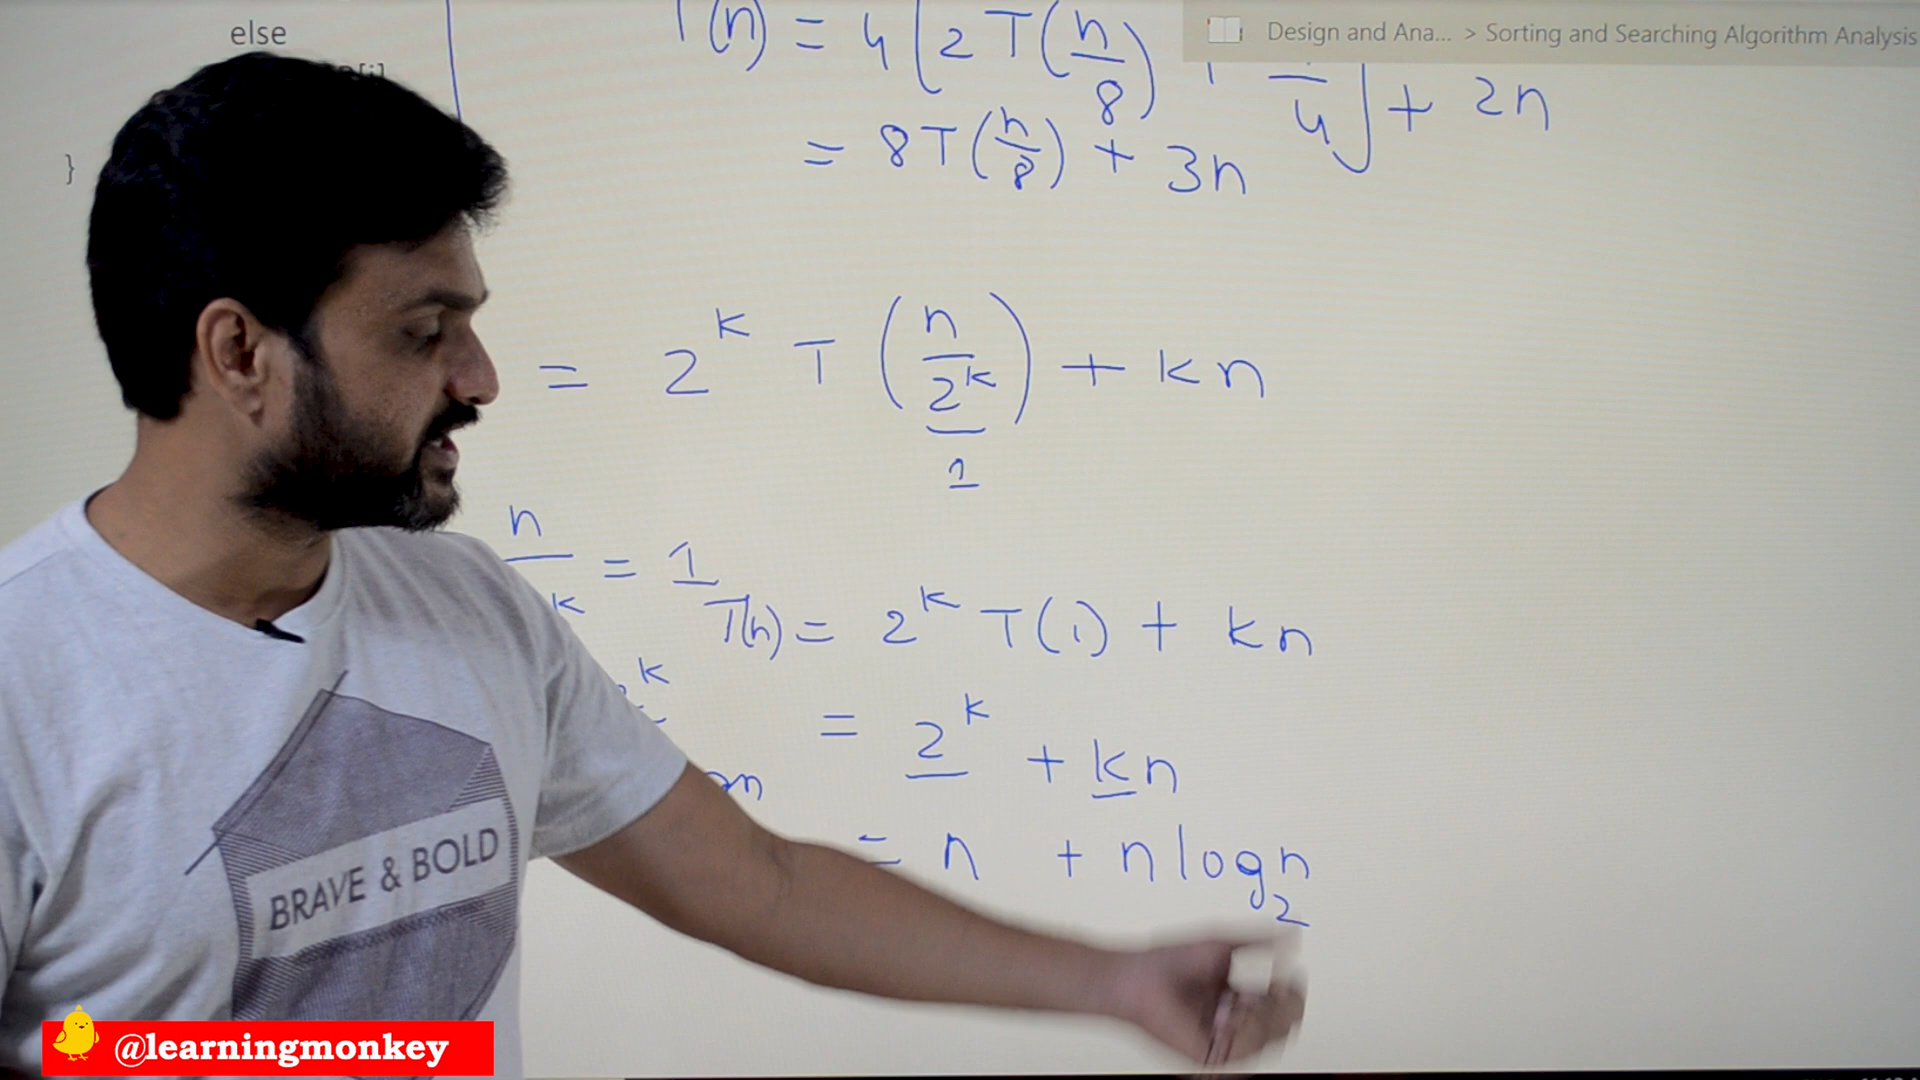 else
Design and Ana... > Sorting and Searching Algorithm Analysis
}
T(n) = 4[2T(n/8) + n/4] + 2n
= 8T(n/8) + 3n
= 2^k T(n/2^k) + kn
1
n = 1
k
T(n) = 2^k T(1) + kn
k
= 2^k + kn
= n + n log₂n
BRAVE & BOLD
@learningmonkey